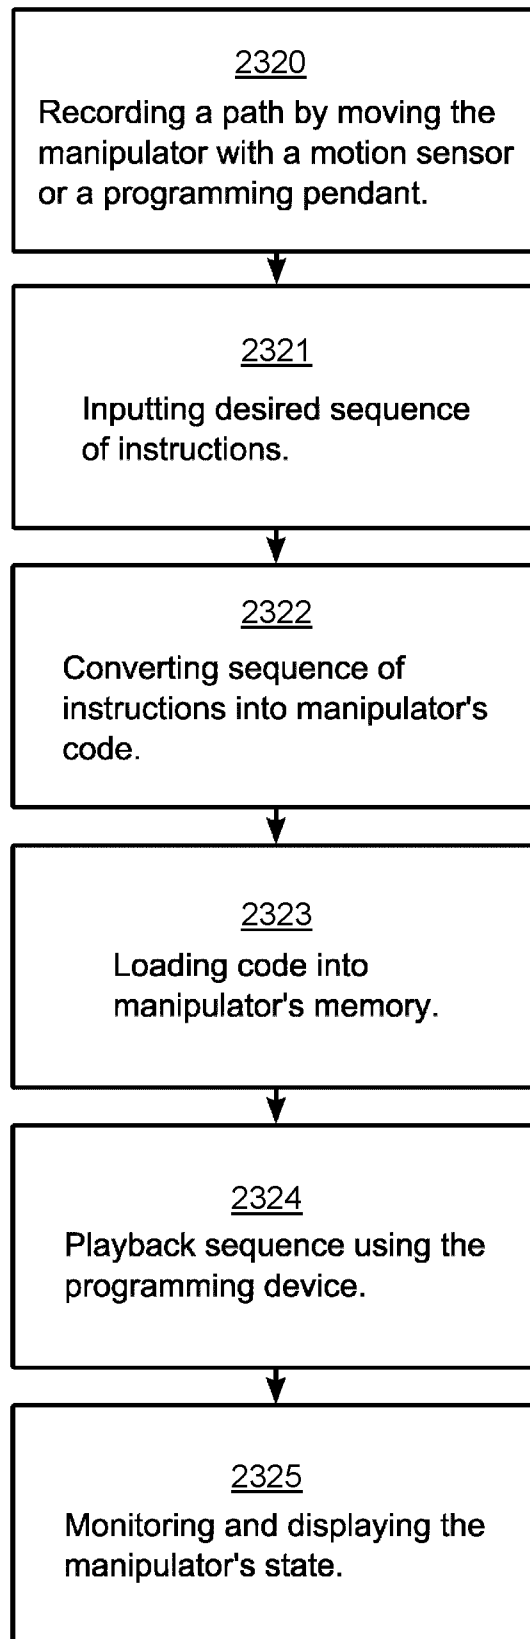 2320
Recording a path by moving the
manipulator with a motion sensor
or a programming pendant.
2321
Inputting desired sequence
of instructions.
2322
Converting sequence of
instructions into manipulator's
code.
2323
Loading code into
manipulator's memory.
2324
Playback sequence using the
programming device.
2325
Monitoring and displaying the
manipulator's state.